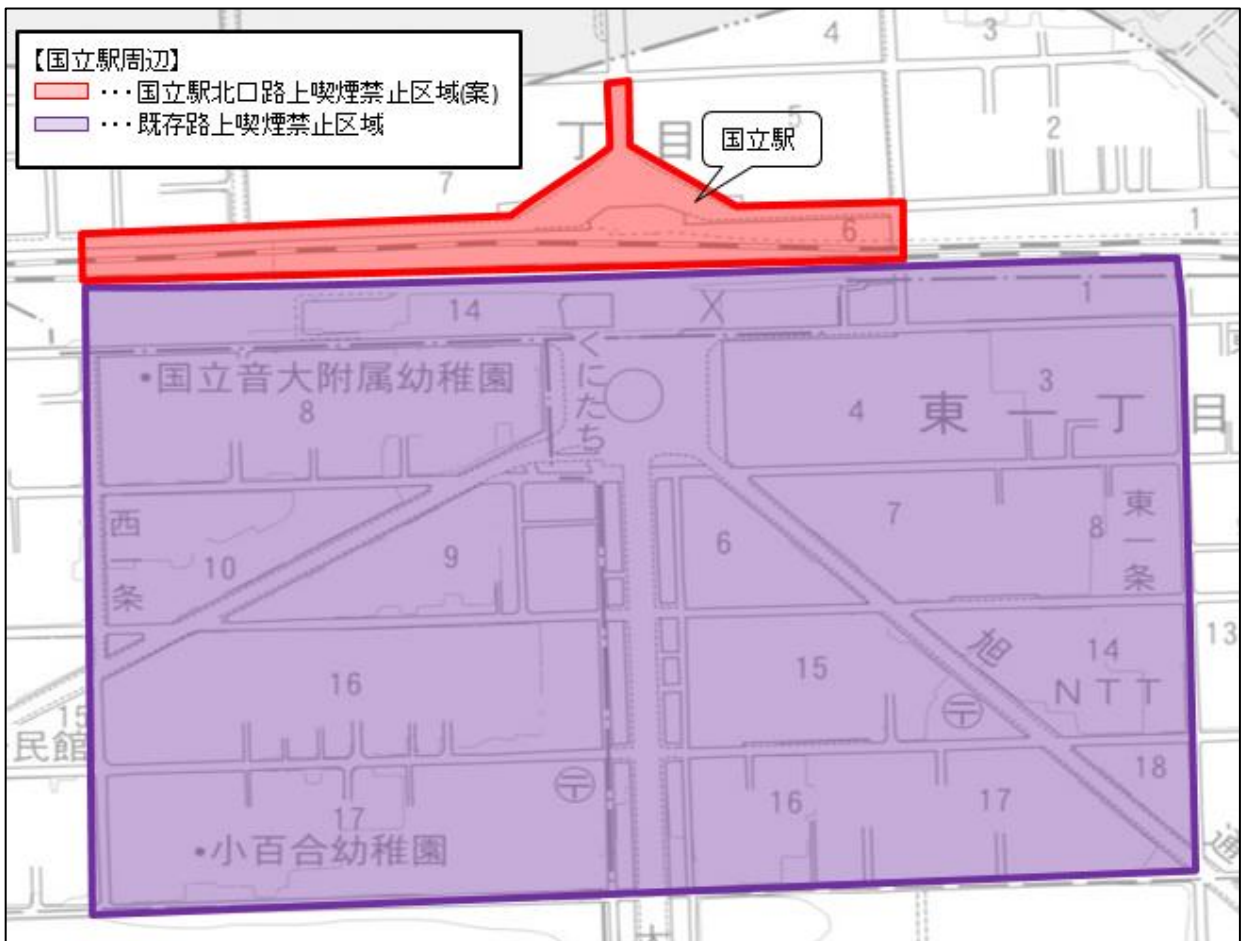 【国立駅周辺】
・・・国立駅北口路上喫煙禁止区域(案)
・・・既存路上喫煙禁止区域
4
3
5
2
丁目
国立駅
7
6
1
14
1
くにたち
・国立音大附属幼稚園
8
3
4
東一丁目
西一条
10
9
6
7
8
東一条
13
旭
14
16
15
NTT
〒
15
民館
18
〒
16
17
17
・小百合幼稚園
通